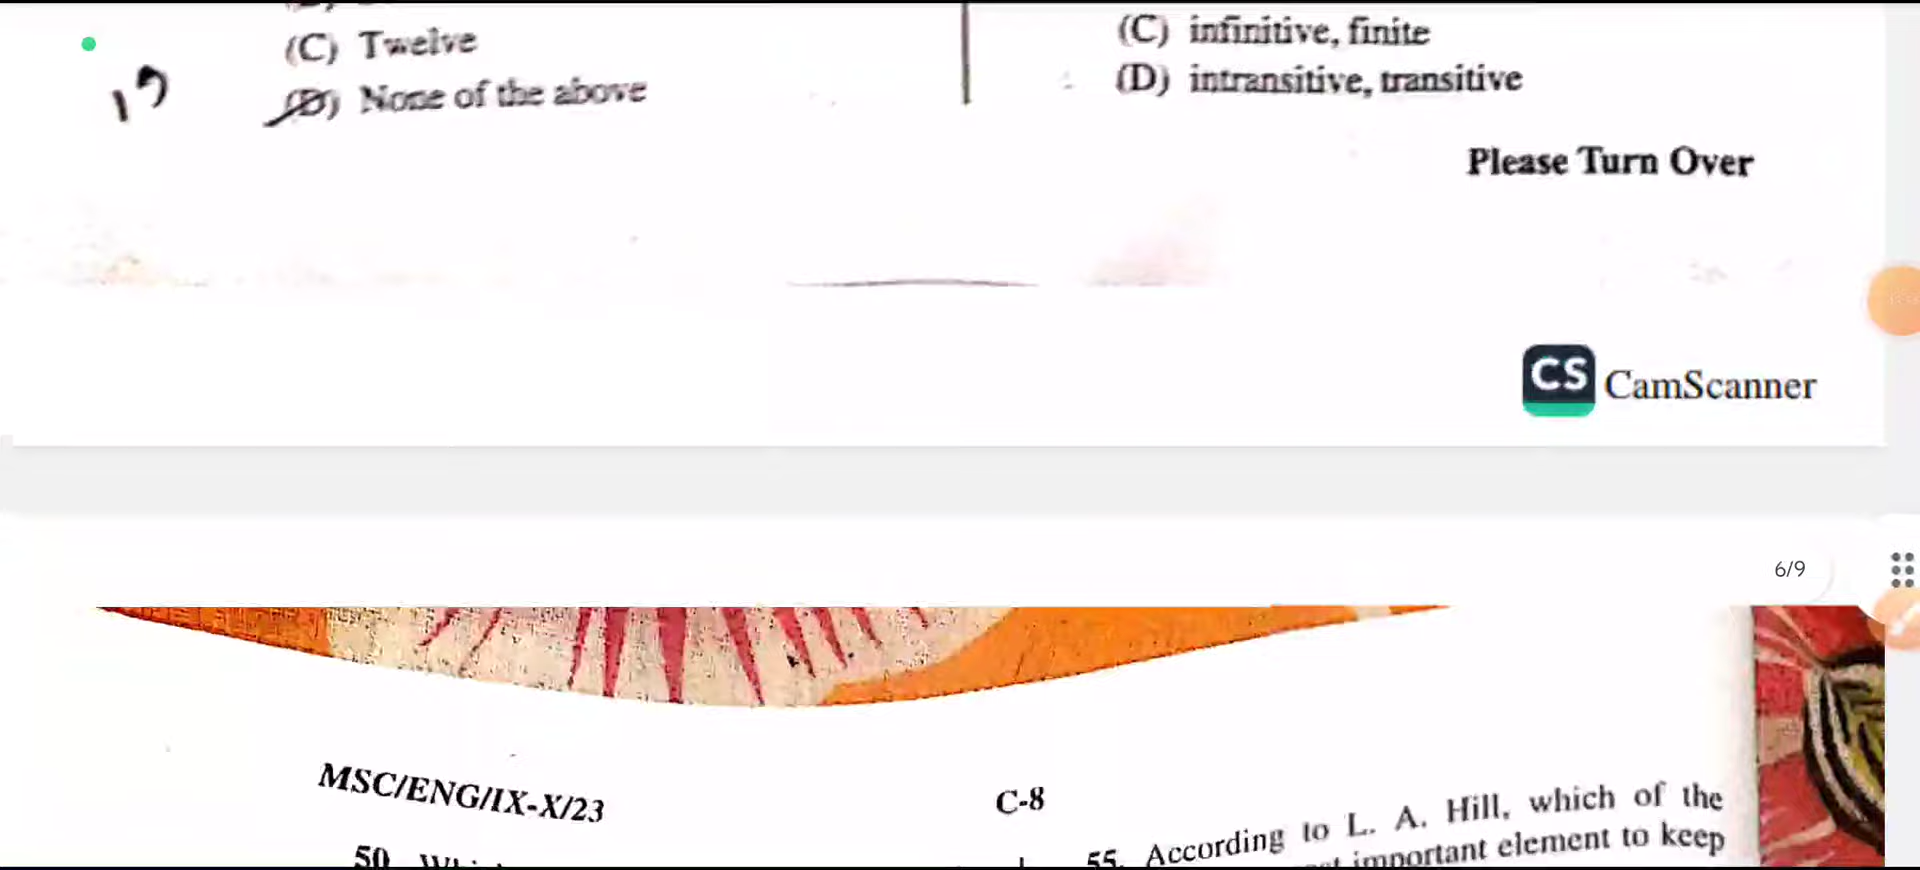 (C) Twelve
(D) None of the above
(C) infinitive, finite
(D) intransitive, transitive
Please Turn Over
CS CamScanner
6/9
MSC/ENG/IX-X/23
C-8
50
55. According to L. A. Hill, which of the
important element to keep